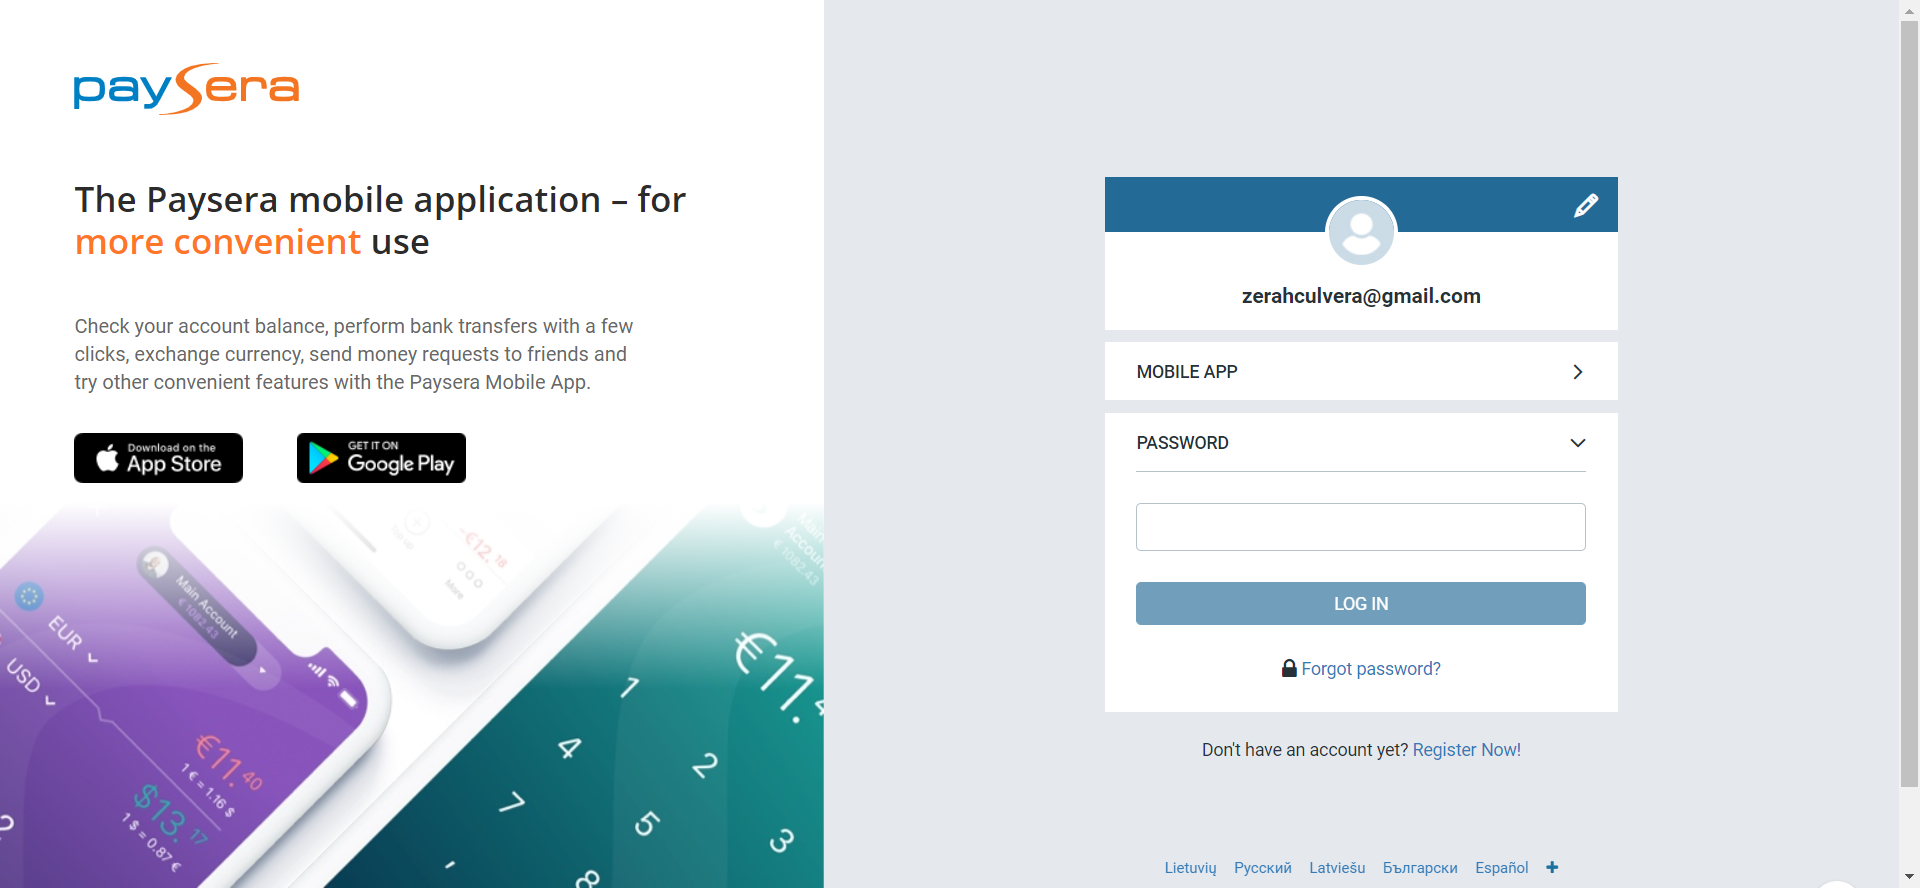 paysera
The Paysera mobile application – for
more convenient use
Check your account balance, perform bank transfers with a few
clicks, exchange currency, send money requests to friends and
try other convenient features with the Paysera Mobile App.
Download on the
App Store
GET IT ON
Google Play
-€12.18
More
Main Account
€1082.43
Main
Account
€1082.43
EUR
USD
€11.40
1 € = 1.16 $
$13.17
1 $ = 0.87 €
€11.4
1
2
3
4
5
7
8
zerahculvera@gmail.com
MOBILE APP
PASSWORD
LOG IN
Forgot password?
Don't have an account yet? Register Now!
Lietuvių Русский Latviešu Български Español